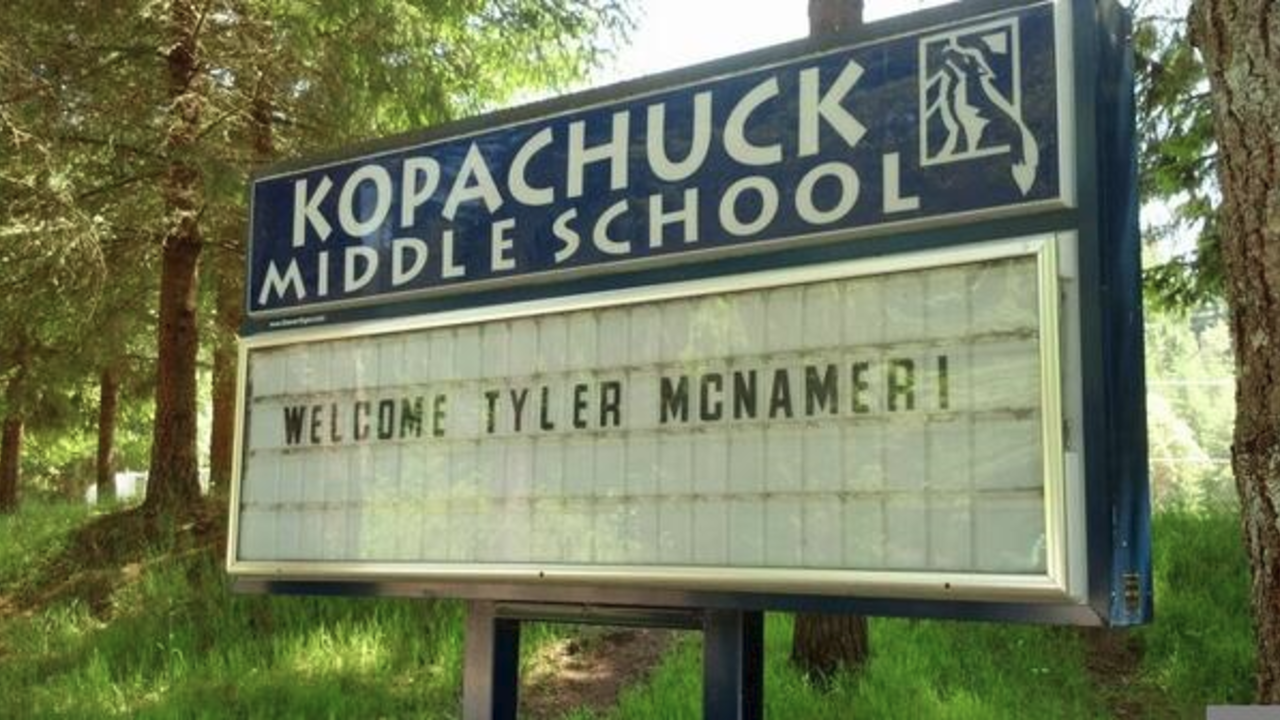 KOPACHUCK
MIDDLE SCHOOL
WELCOME TYLER MCNAMER!